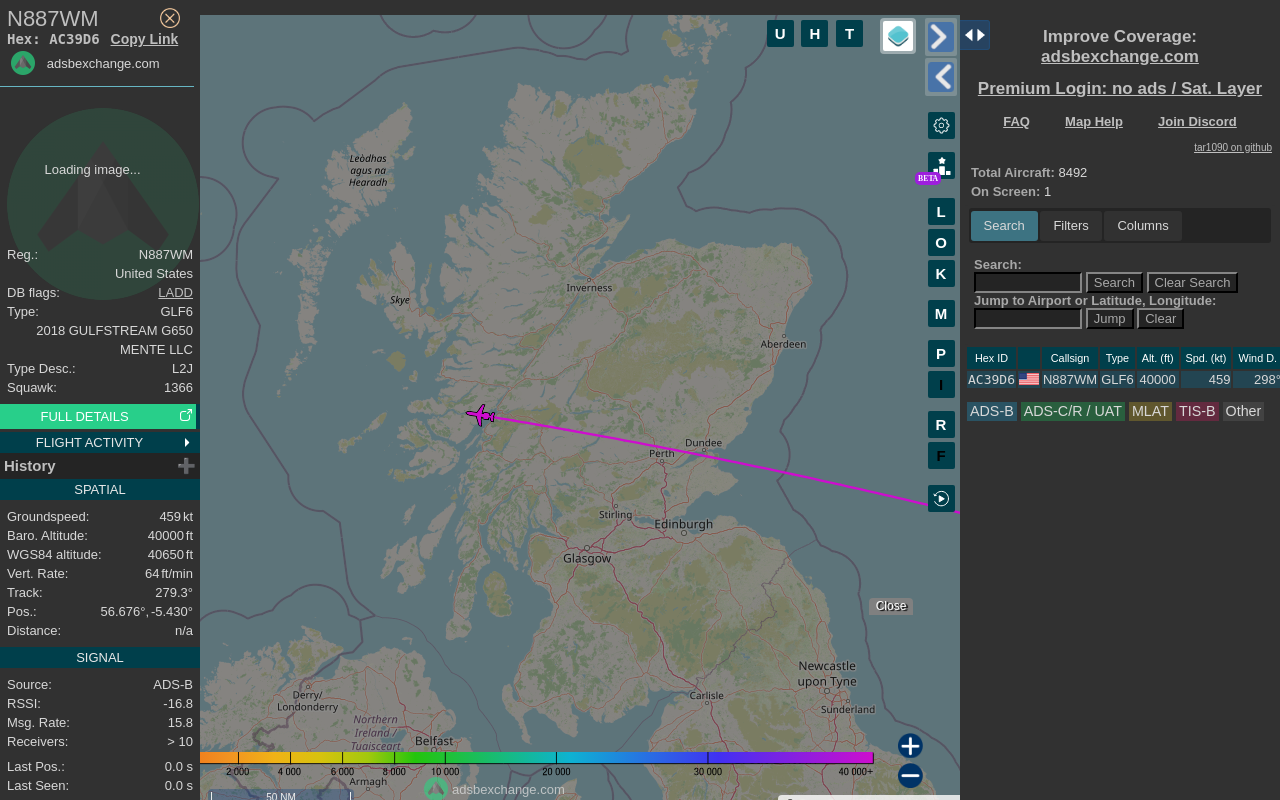 N887WM
Hex: AC39D6 Copy Link
adsbexchange.com
Loading image...
Reg.: N887WM
United States
DB flags: LADD
Type: GLF6
2018 GULFSTREAM G650
MENTE LLC
Type Desc.: L2J
Squawk: 1366
FULL DETAILS
FLIGHT ACTIVITY
History
SPATIAL
Groundspeed: 459 kt
Baro. Altitude: 40000 ft
WGS84 altitude: 40650 ft
Vert. Rate: 64 ft/min
Track: 279.3°
Pos.: 56.676°, -5.430°
Distance: n/a
SIGNAL
Source: ADS-B
RSSI: -16.8
Msg. Rate: 15.8
Receivers: > 10
Last Pos.: 0.0 s
Last Seen: 0.0 s
U H T
BETA
L
O
K
M
P
I
R
F
Leòdhas
agus na
Hearadh
Skye
Inverness
Aberdeen
Dundee
Perth
Stirling
Edinburgh
Glasgow
Close
Newcastle
upon Tyne
Carlisle
Sunderland
Derry/
Londonderry
Northern
Ireland /
Tuaisceart
Belfast
2 000 4 000 6 000 8 000 10 000 20 000 30 000 40 000+
Armagh
adsbexchange.com
50 NM
Improve Coverage:
adsbexchange.com
Premium Login: no ads / Sat. Layer
FAQ Map Help Join Discord
tar1090 on github
Total Aircraft: 8492
On Screen: 1
Search Filters Columns
Search:
Search Clear Search
Jump to Airport or Latitude, Longitude:
Jump Clear
Hex ID Callsign Type Alt. (ft) Spd. (kt) Wind D.
AC39D6 N887WM GLF6 40000 459 298°
ADS-B ADS-C/R / UAT MLAT TIS-B Other